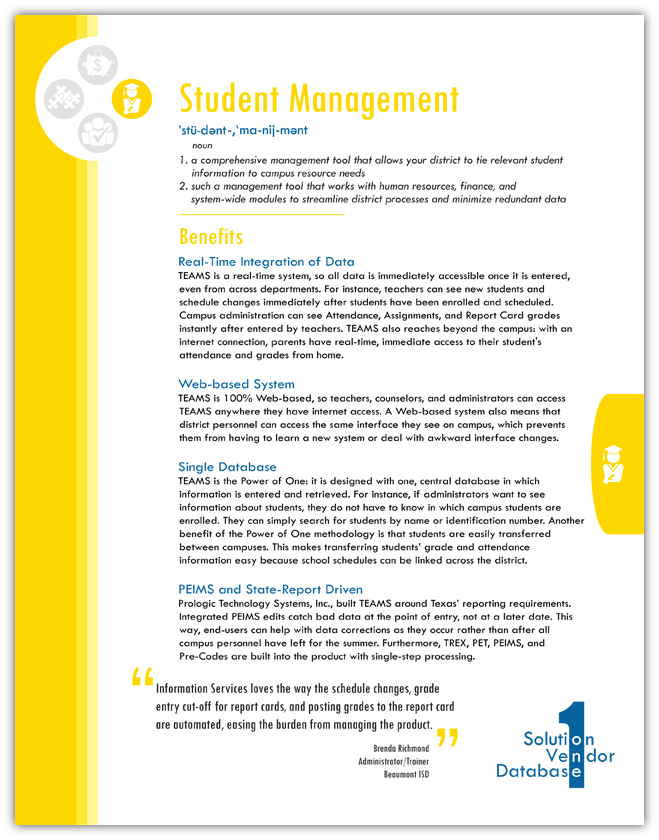 Student Management
'stü-dənt-,'ma-nij-mənt
noun
1. a comprehensive management tool that allows your district to tie relevant student
information to campus resource needs
2. such a management tool that works with human resources, finance, and
system-wide modules to streamline district processes and minimize redundant data
Benefits
Real-Time Integration of Data
TEAMS is a real-time system, so all data is immediately accessible once it is entered,
even from across departments. For instance, teachers can see new students and
schedule changes immediately after students have been enrolled and scheduled.
Campus administration can see Attendance, Assignments, and Report Card grades
instantly after entered by teachers. TEAMS also reaches beyond the campus: with an
internet connection, parents have real-time, immediate access to their student's
attendance and grades from home.
Web-based System
TEAMS is 100% Web-based, so teachers, counselors, and administrators can access
TEAMS anywhere they have internet access. A Web-based system also means that
district personnel can access the same interface they see on campus, which prevents
them from having to learn a new system or deal with awkward interface changes.
Single Database
TEAMS is the Power of One: it is designed with one, central database in which
information is entered and retrieved. For instance, if administrators want to see
information about students, they do not have to know in which campus students are
enrolled. They can simply search for students by name or identification number. Another
benefit of the Power of One methodology is that students are easily transferred
between campuses. This makes transferring students' grade and attendance
information easy because school schedules can be linked across the district.
PEIMS and State-Report Driven
Prologic Technology Systems, Inc., built TEAMS around Texas' reporting requirements.
Integrated PEIMS edits catch bad data at the point of entry, not at a later date. This
way, end-users can help with data corrections as they occur rather than after all
campus personnel have left for the summer. Furthermore, TREX, PET, PEIMS, and
Pre-Codes are built into the product with single-step processing.
“Information Services loves the way the schedule changes, grade
entry cut-off for report cards, and posting grades to the report card
are automated, easing the burden from managing the product.”
Brenda Richmond
Administrator/Trainer
Beaumont ISD
1
Solution
Vendor
Database